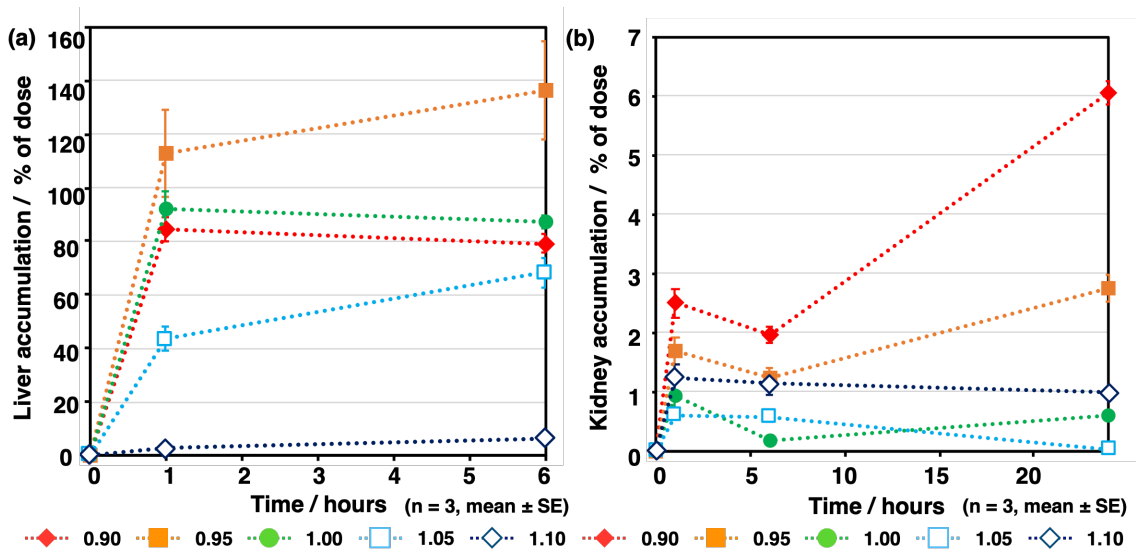 (a)
Liver accumulation / % of dose
160
140
120
100
80
60
40
20
0
0 1 2 3 4 5 6
Time / hours (n = 3, mean ± SE)
0.90 0.95 1.00 1.05 1.10
(b)
Kidney accumulation / % of dose
7
6
5
4
3
2
1
0
0 5 10 15 20
Time / hours (n = 3, mean ± SE)
0.90 0.95 1.00 1.05 1.10